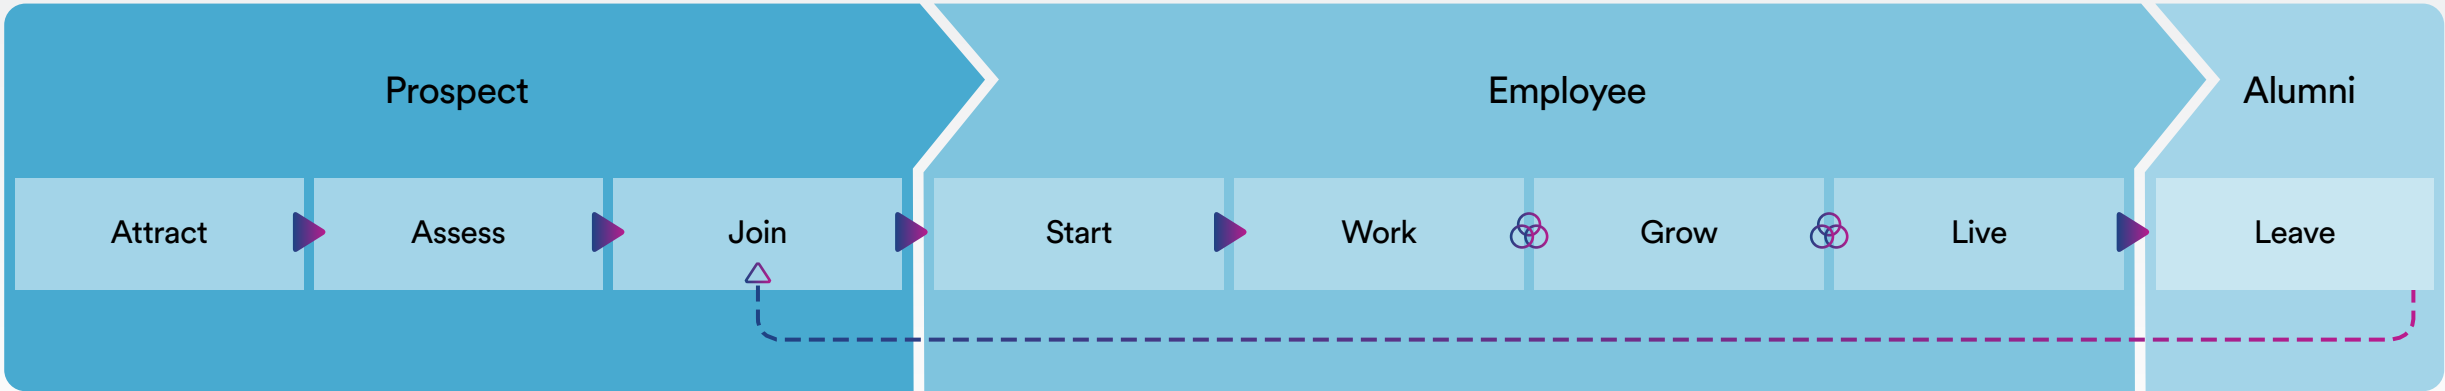 Prospect
Employee
Alumni
Attract
Assess
Join
Start
Work
Grow
Live
Leave